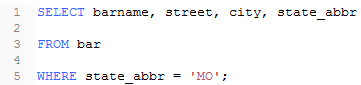 1 SELECT barname, street, city, state_abbr
2
3 FROM bar
4
5 WHERE state_abbr = 'MO';